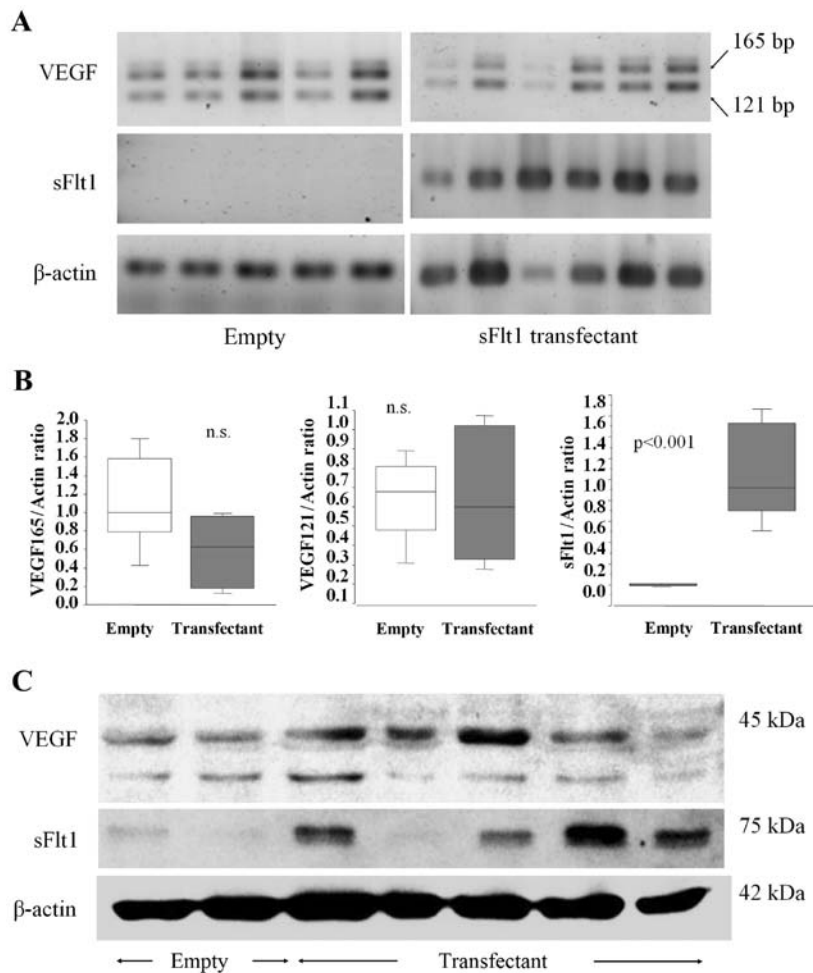 A
VEGF
165 bp
121 bp
sFlt1
β-actin
Empty
sFlt1 transfectant
B
VEGF165/Actin ratio
2.0
1.8
1.6
1.4
1.2
1.0
0.8
0.6
0.4
0.2
0.0
n.s.
Empty
Transfectant
VEGF121/Actin ratio
1.1
1.0
0.9
0.8
0.7
0.6
0.5
0.4
0.3
0.2
0.1
n.s.
Empty
Transfectant
sFlt1/Actin ratio
1.8
1.6
1.4
1.2
1.0
0.8
0.6
0.4
0.2
0.0
p<0.001
Empty
Transfectant
C
VEGF
45 kDa
sFlt1
75 kDa
β-actin
42 kDa
Empty
Transfectant